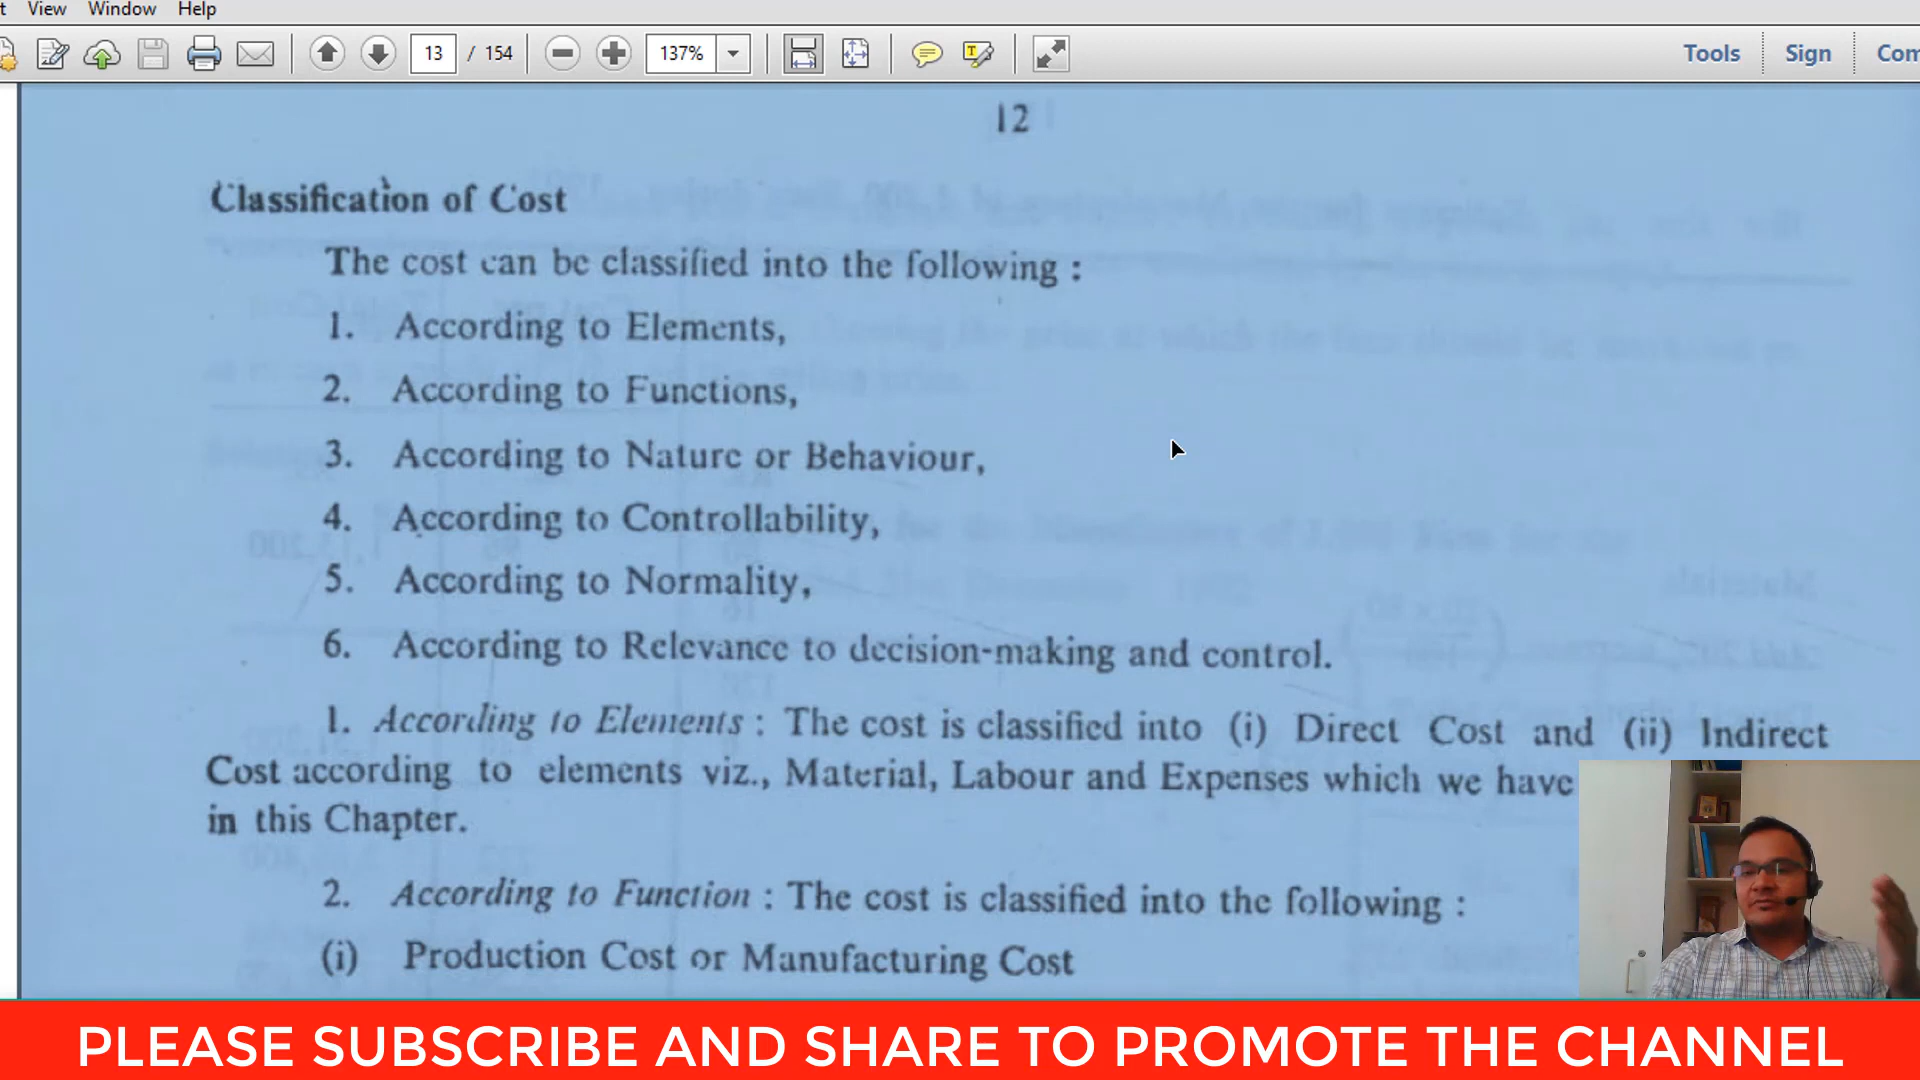 t View Window Help
13 / 154 137% Tools Sign Com
12
Classification of Cost
The cost can be classified into the following :
1. According to Elements,
2. According to Functions,
3. According to Nature or Behaviour,
4. According to Controllability,
5. According to Normality,
6. According to Relevance to decision-making and control.
1. According to Elements : The cost is classified into (i) Direct Cost and (ii) Indirect
Cost according to elements viz., Material, Labour and Expenses which we have
in this Chapter.
2. According to Function : The cost is classified into the following :
(i) Production Cost or Manufacturing Cost
PLEASE SUBSCRIBE AND SHARE TO PROMOTE THE CHANNEL